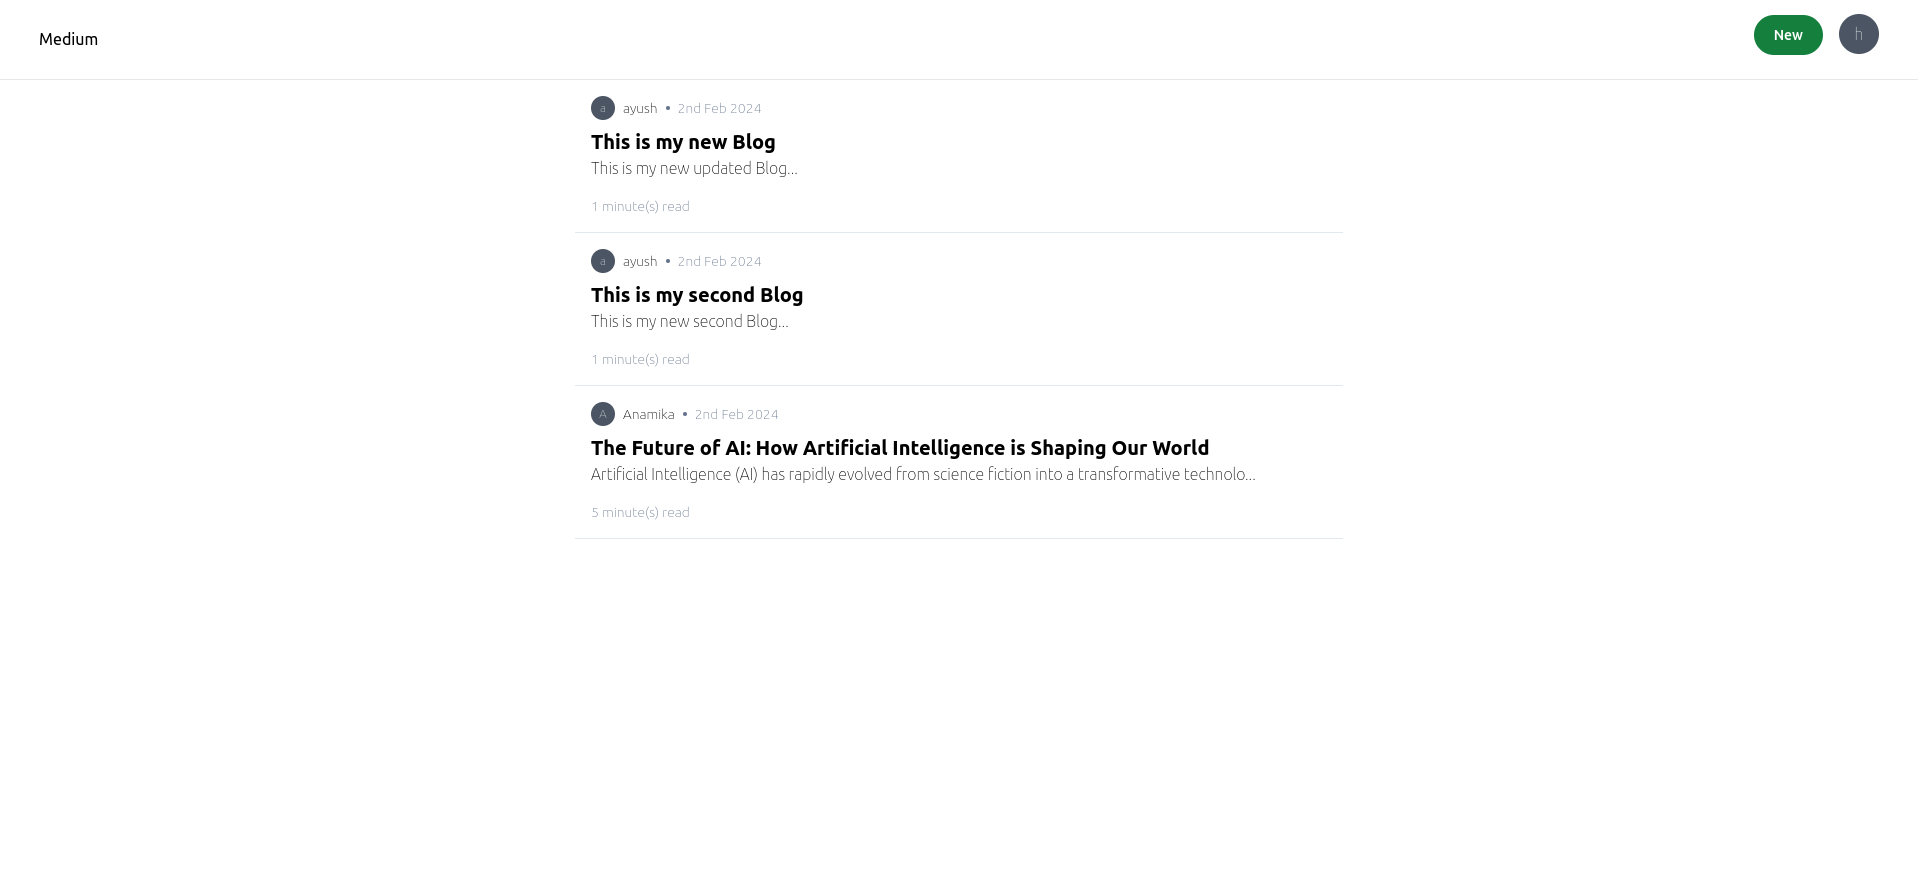 Medium
New
h
a ayush • 2nd Feb 2024
This is my new Blog
This is my new updated Blog...
1 minute(s) read
a ayush • 2nd Feb 2024
This is my second Blog
This is my new second Blog...
1 minute(s) read
A Anamika • 2nd Feb 2024
The Future of AI: How Artificial Intelligence is Shaping Our World
Artificial Intelligence (AI) has rapidly evolved from science fiction into a transformative technolo...
5 minute(s) read